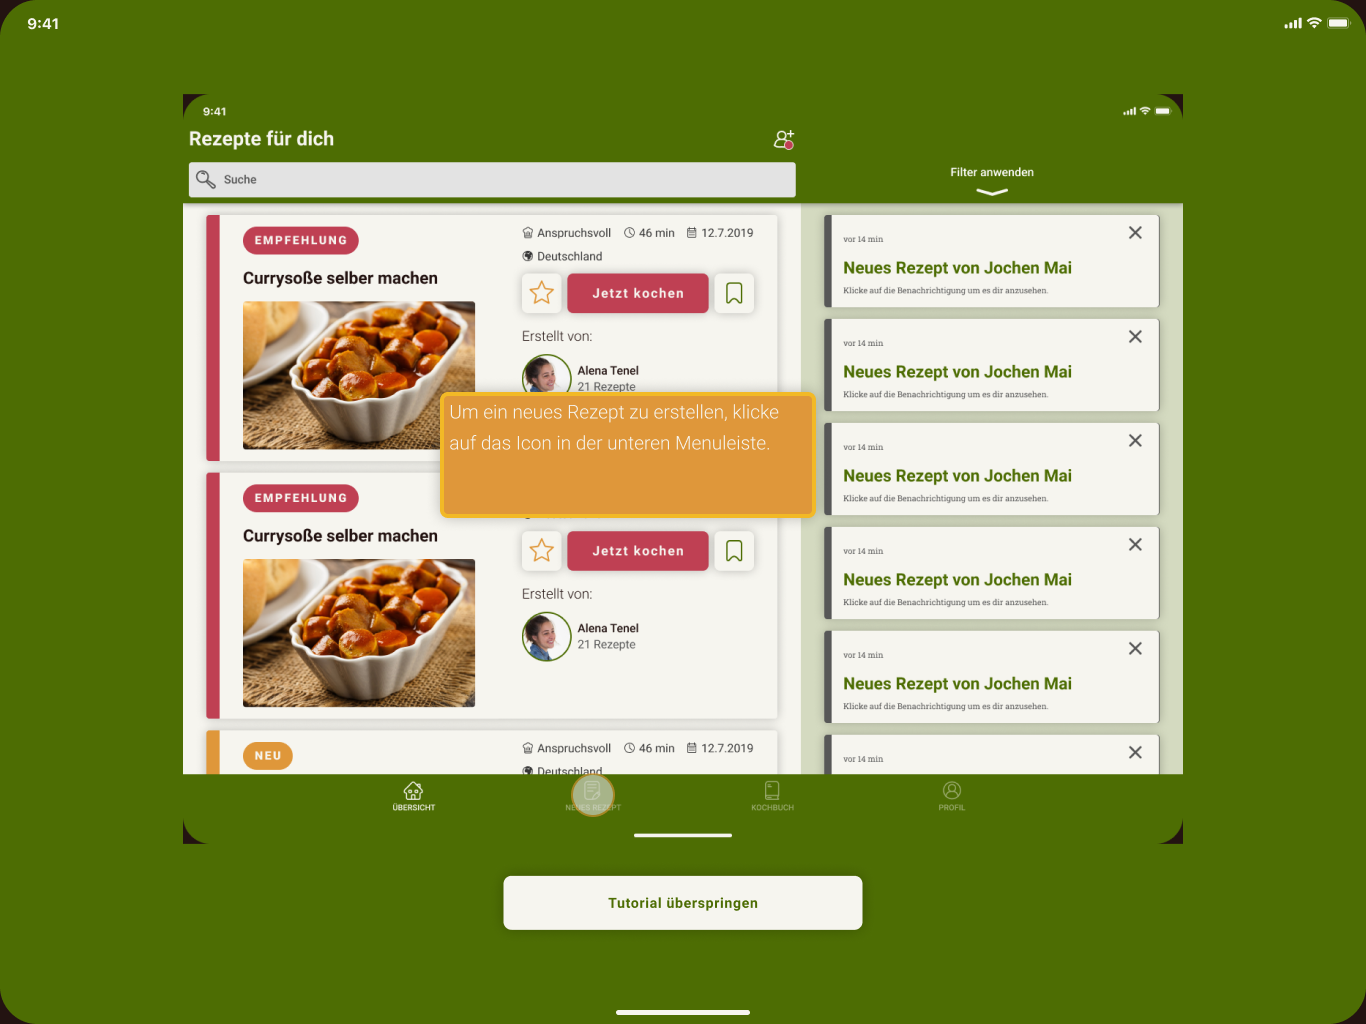 9:41
9:41
Rezepte für dich
Suche
Filter anwenden
EMPFEHLUNG
Currysoße selber machen
Anspruchsvoll 46 min 12.7.2019
Deutschland
Jetzt kochen
Erstellt von:
Alena Tenel
21 Rezepte
Um ein neues Rezept zu erstellen, klicke
auf das Icon in der unteren Menuleiste.
EMPFEHLUNG
Currysoße selber machen
Jetzt kochen
Erstellt von:
Alena Tenel
21 Rezepte
NEU
Anspruchsvoll 46 min 12.7.2019
Deutschland
vor 14 min
Neues Rezept von Jochen Mai
Klicke auf die Benachrichtigung um es dir anzusehen.
vor 14 min
Neues Rezept von Jochen Mai
Klicke auf die Benachrichtigung um es dir anzusehen.
vor 14 min
Neues Rezept von Jochen Mai
Klicke auf die Benachrichtigung um es dir anzusehen.
vor 14 min
Neues Rezept von Jochen Mai
Klicke auf die Benachrichtigung um es dir anzusehen.
vor 14 min
Neues Rezept von Jochen Mai
Klicke auf die Benachrichtigung um es dir anzusehen.
vor 14 min
ÜBERSICHT
NEUES REZEPT
KOCHBUCH
PROFIL
Tutorial überspringen